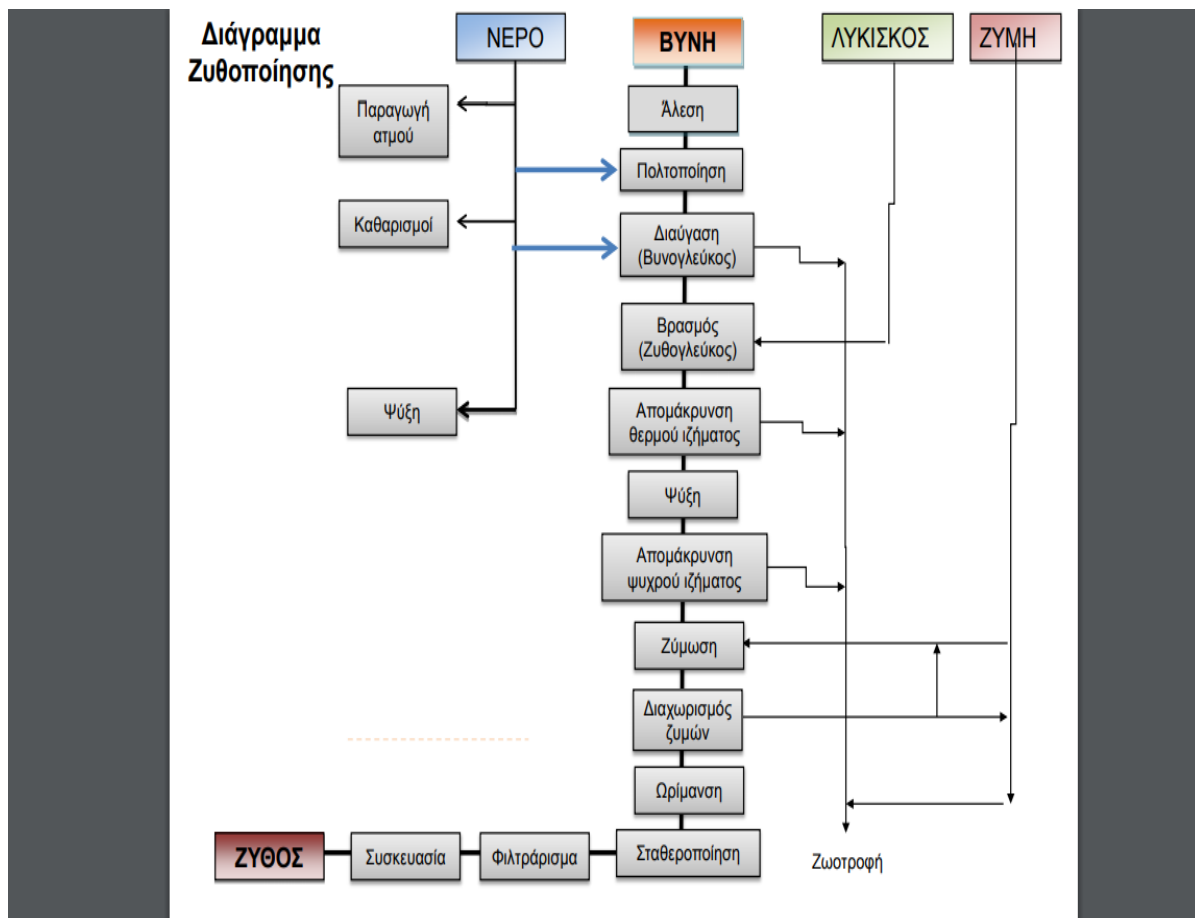 Διάγραμμα
Ζυθοποίησης
ΝΕΡΟ
ΒΥΝΗ
ΛΥΚΙΣΚΟΣ
ΖΥΜΗ
Παραγωγή
ατμού
Άλεση
Πολτοποίηση
Καθαρισμοί
Διαύγαση
(Βυνογλεύκος)
Βρασμός
(Ζυθογλεύκος)
Ψύξη
Απομάκρυνση
θερμού ιζήματος
Ψύξη
Απομάκρυνση
ψυχρού ιζήματος
Ζύμωση
Διαχωρισμός
ζυμών
Ωρίμανση
ΖΥΘΟΣ
Συσκευασία
Φιλτράρισμα
Σταθεροποίηση
Ζωοτροφή